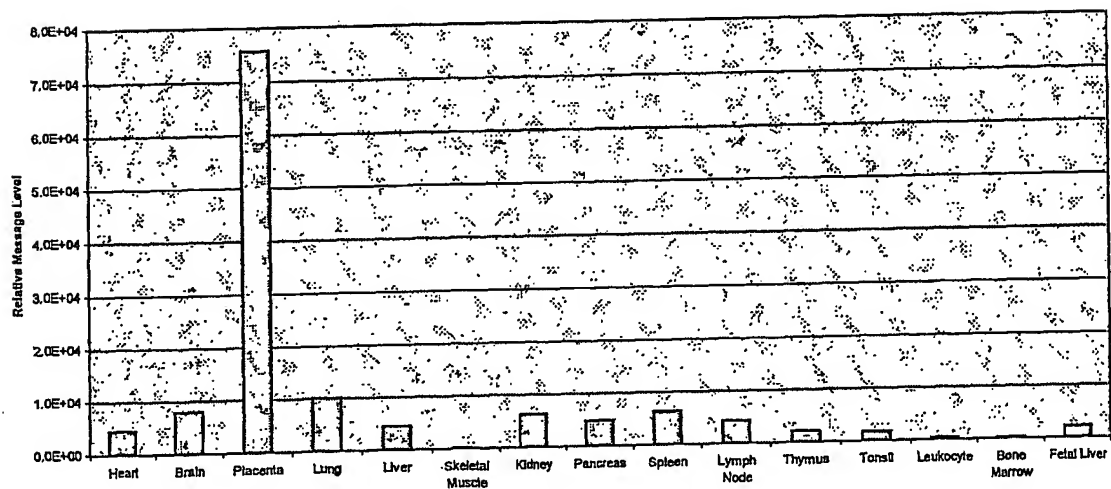 8.0E+04
7.0E+04
6.0E+04
5.0E+04
4.0E+04
3.0E+04
2.0E+04
1.0E+04
0.0E+00
Relative Message Level
Heart
Brain
Placenta
Lung
Liver
Skeletal Muscle
Kidney
Pancreas
Spleen
Lymph Node
Thymus
Tonsil
Leukocyte
Bone Marrow
Fetal Liver